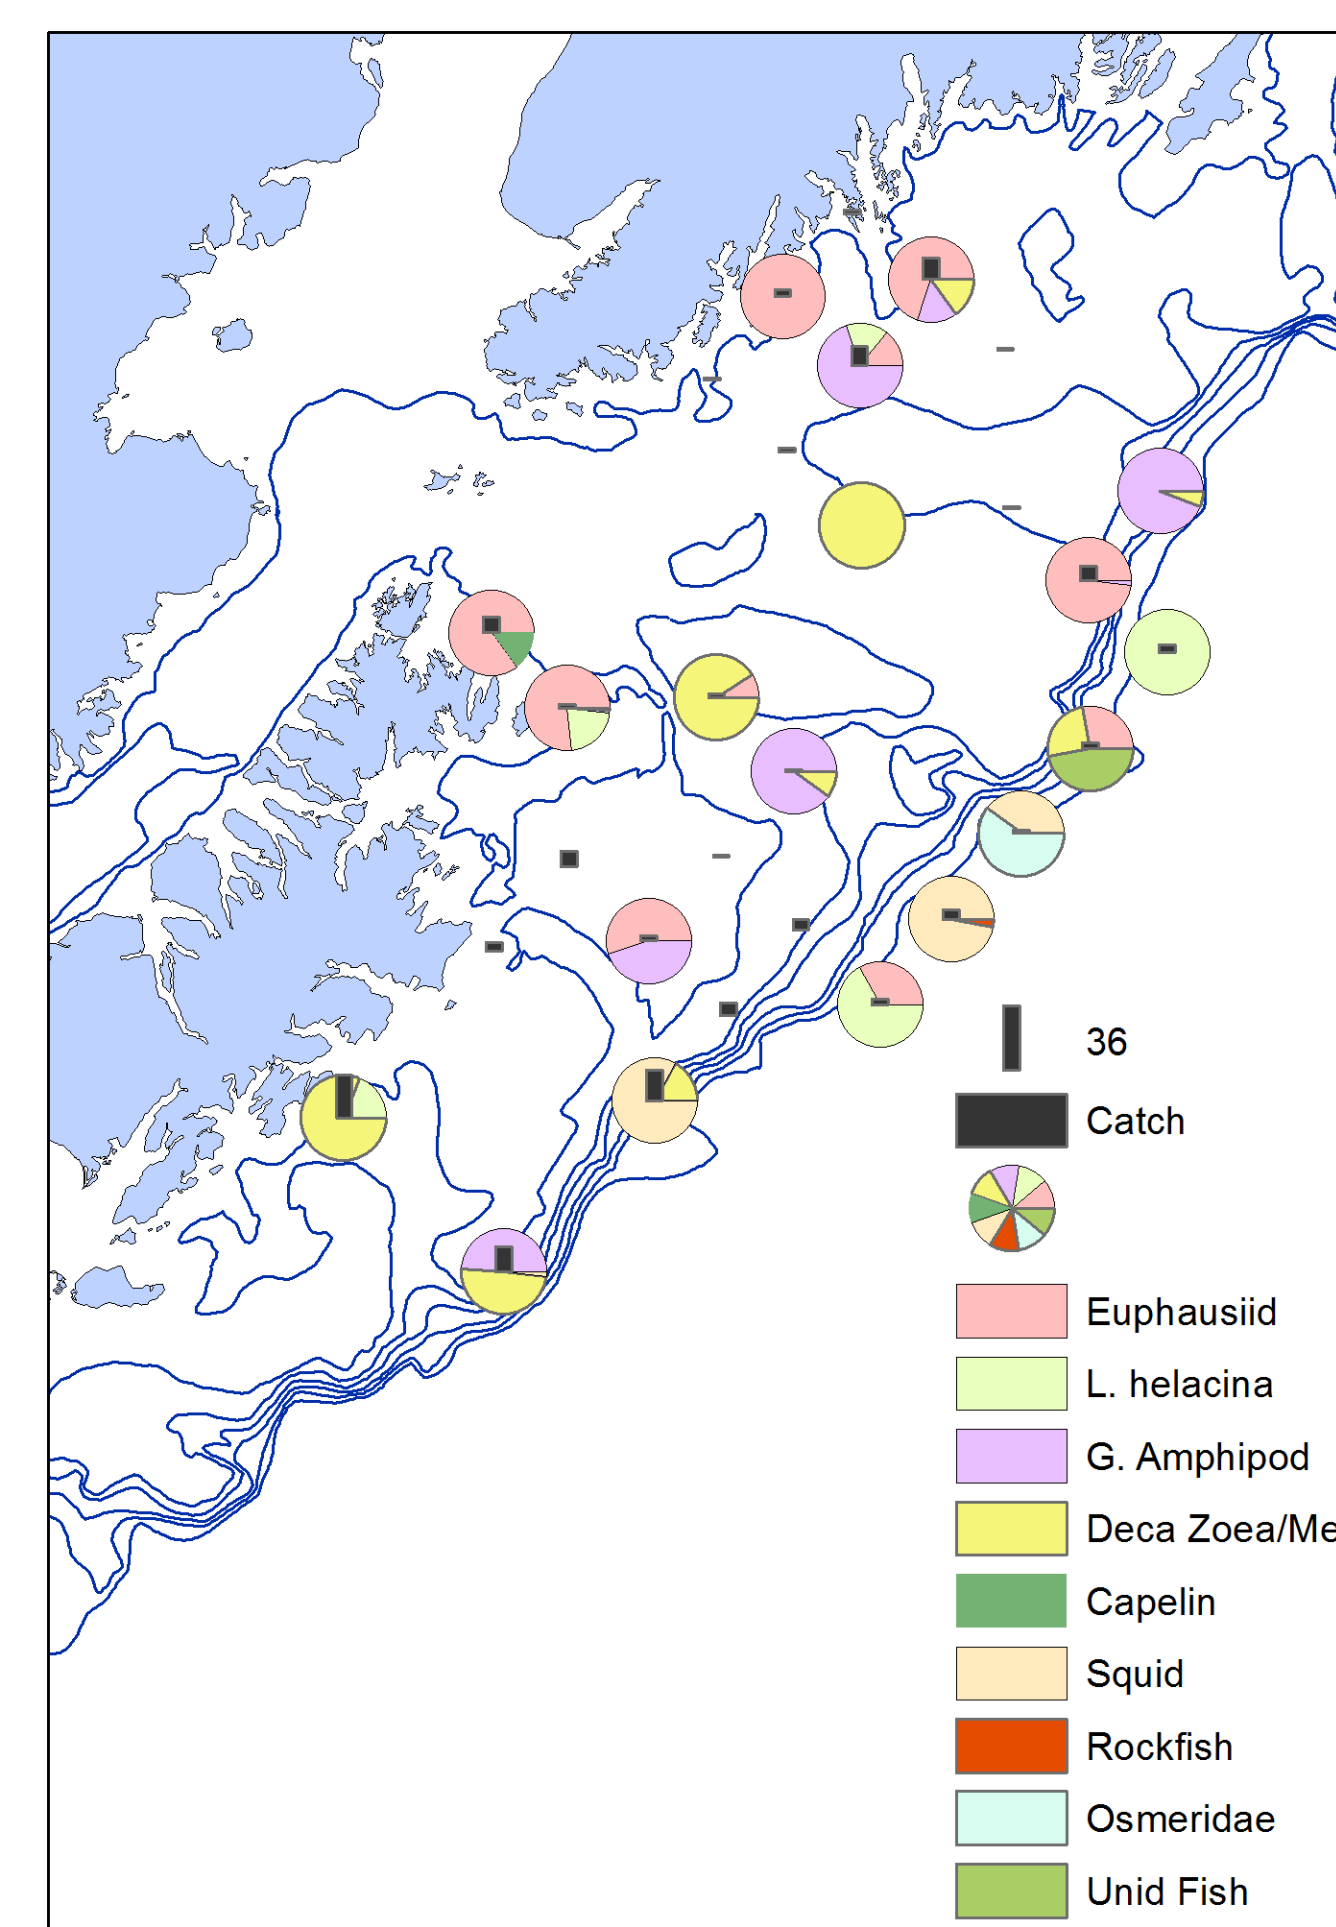 36
Catch
Euphausiid
L. helacina
G. Amphipod
Deca Zoea/Me
Capelin
Squid
Rockfish
Osmeridae
Unid Fish